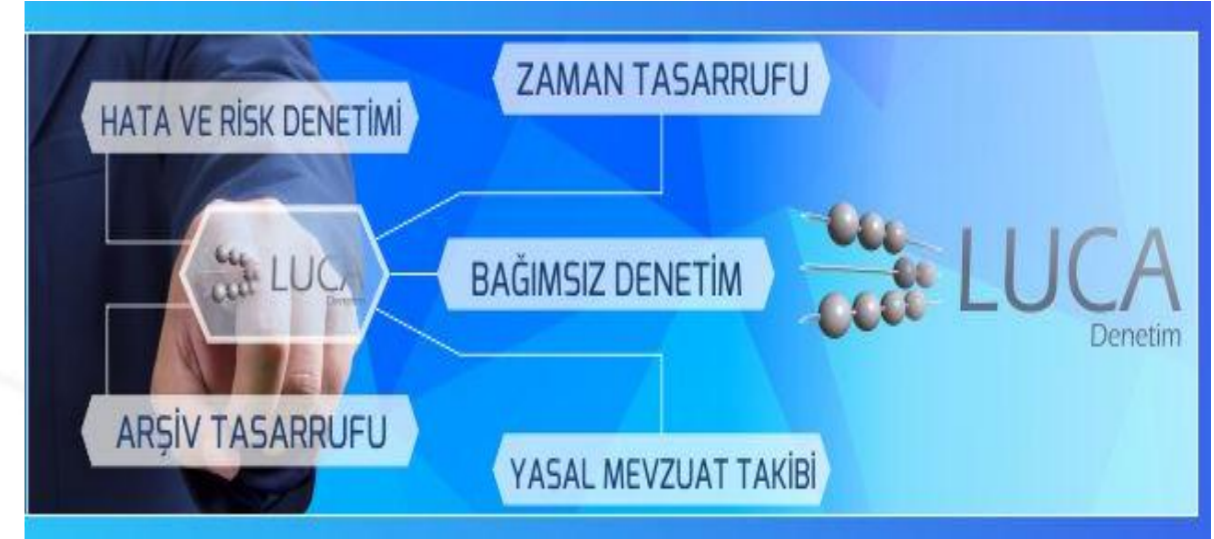 ZAMAN TASARRUFU
HATA VE RİSK DENETİMİ
LUCA
Denetim
BAĞIMSIZ DENETİM
LUCA
Denetim
ARŞİV TASARRUFU
YASAL MEVZUAT TAKİBİ